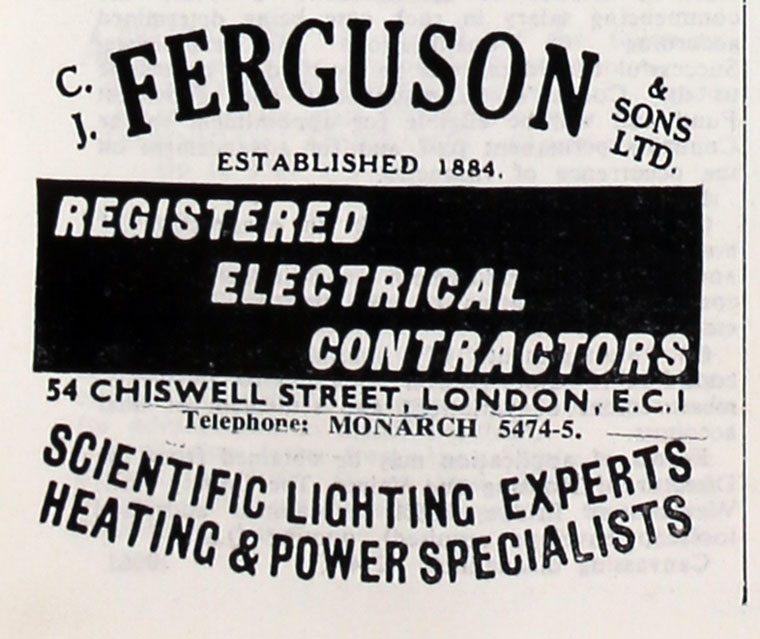 C. J. FERGUSON & SONS LTD.
ESTABLISHED 1884.
REGISTERED
ELECTRICAL
CONTRACTORS
54 CHISWELL STREET, LONDON, E.C.1
Telephone: MONARCH 5474-5.
SCIENTIFIC LIGHTING EXPERTS
HEATING & POWER SPECIALISTS